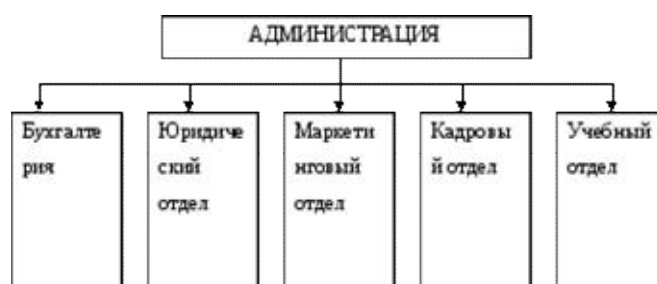 АДМИНИСТРАЦИЯ
Бухгалте
рия
Юридиче
ский
отдел
Маркети
нговый
отдел
Кадровы
й отдел
Учебный
отдел